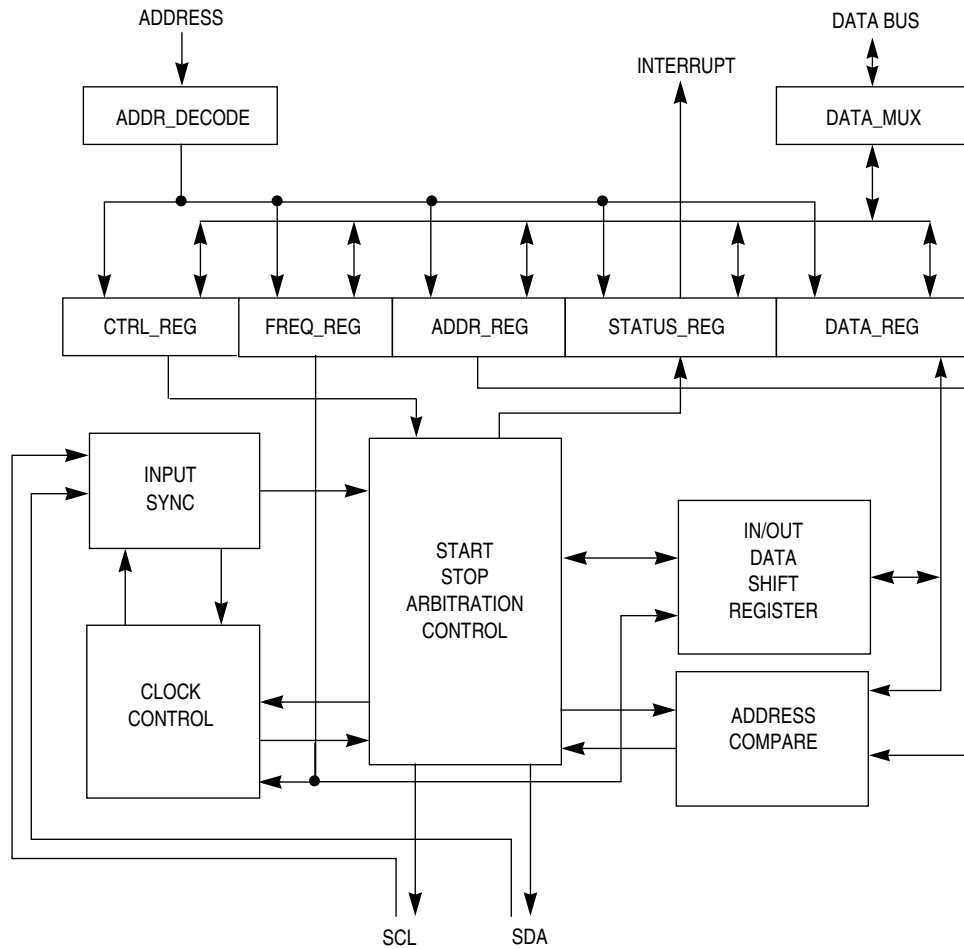 ADDRESS
DATA BUS
INTERRUPT
ADDR_DECODE
DATA_MUX
CTRL_REG
FREQ_REG
ADDR_REG
STATUS_REG
DATA_REG
INPUT
SYNC
START
STOP
ARBITRATION
CONTROL
IN/OUT
DATA
SHIFT
REGISTER
CLOCK
CONTROL
ADDRESS
COMPARE
SCL
SDA